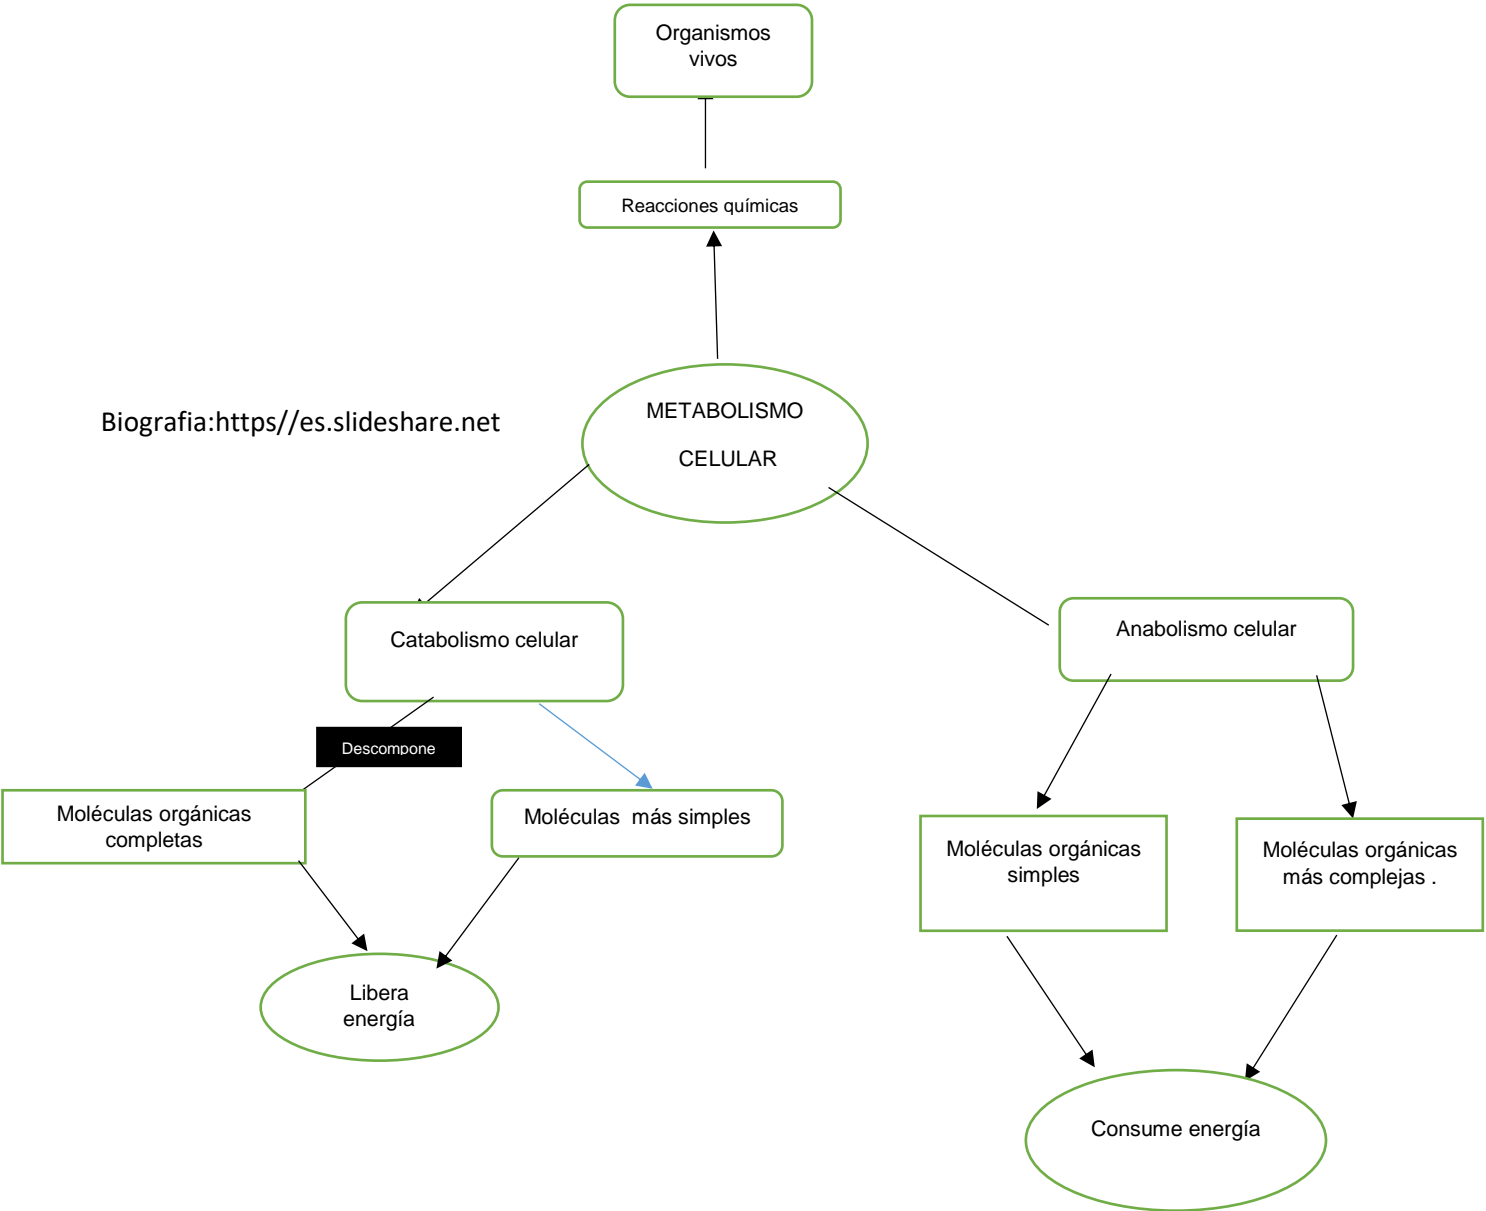 Organismos
vivos
Reacciones químicas
METABOLISMO
CELULAR
Biografia:https//es.slideshare.net
Catabolismo celular
Anabolismo celular
Descompone
Moléculas orgánicas
completas
Moléculas  más simples
Moléculas orgánicas
simples
Moléculas orgánicas
más complejas .
Libera
energía
Consume energía